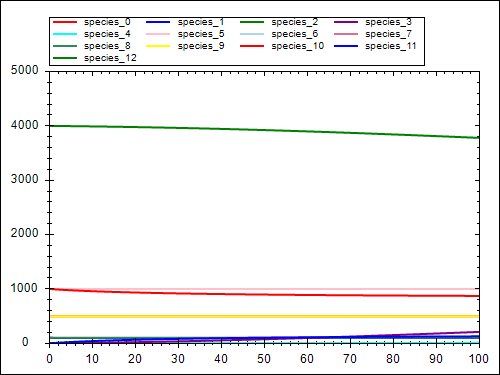 species_0 species_1 species_2 species_3
species_4 species_5 species_6 species_7
species_8 species_9 species_10 species_11
species_12
5000
4000
3000
2000
1000
0
0 10 20 30 40 50 60 70 80 90 100